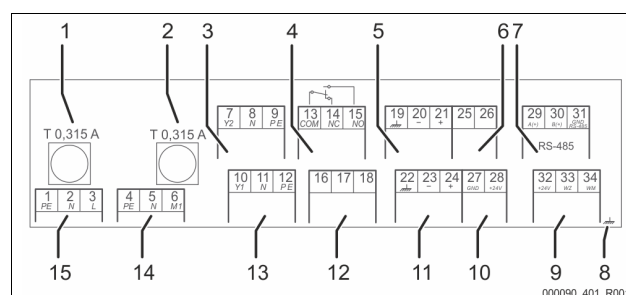 1 2 3 4 5 6 7
T 0,315 A T 0,315 A
7 8 9 13 14 15 19 20 21 25 26 29 30 31
Y2 N PE COM NC NO − + A(+) B(+) GND RS-485
RS-485
1 2 3 4 5 6 10 11 12 16 17 18 22 23 24 27 28 32 33 34
PE N L PE N M1 Y1 N PE − + GND +24V +24V WZ WM
15 14 13 12 11 10 9 8
000090_401_R001